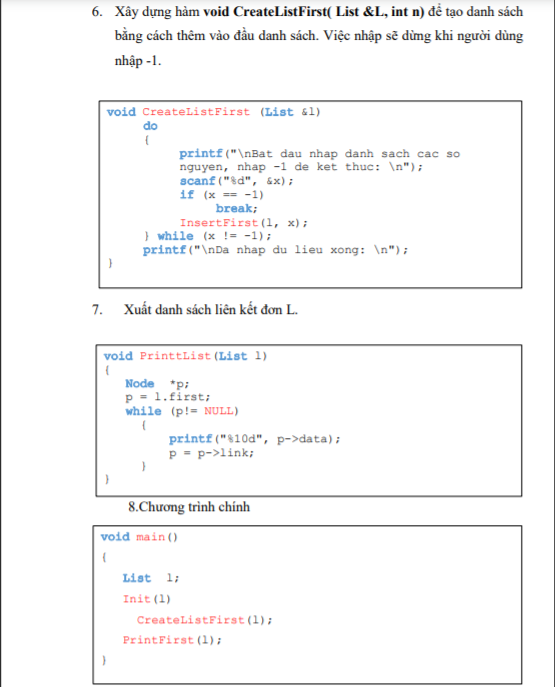 6. Xây dựng hàm void CreateListFirst( List &L, int n) để tạo danh sách
bằng cách thêm vào đầu danh sách. Việc nhập sẽ dừng khi người dùng
nhập -1.
void CreateListFirst (List &l)
do
{
printf("\nBat dau nhap danh sach cac so
nguyen, nhap -1 de ket thuc: \n");
scanf("%d", &x);
if (x == -1)
break;
InsertFirst(l, x);
} while (x != -1);
printf("\nDa nhap du lieu xong: \n");
}
7. Xuất danh sách liên kết đơn L.
void PrinttList(List l)
{
Node *p;
p = l.first;
while (p!= NULL)
{
printf("%10d", p->data);
p = p->link;
}
}
8.Chương trình chính
void main()
{
List l;
Init(l)
CreateListFirst(l);
PrintFirst(l);
}